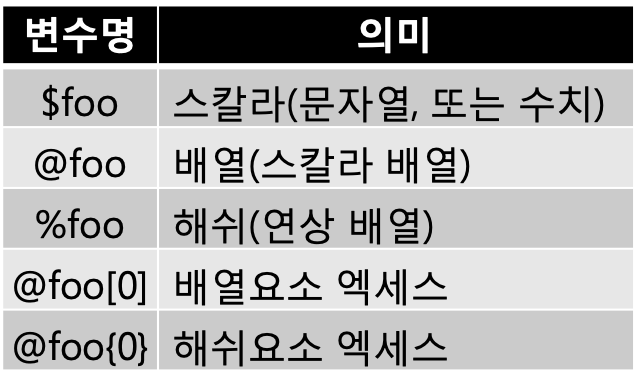 변수명 의미
$foo 스칼라(문자열, 또는 수치)
@foo 배열(스칼라 배열)
%foo 해쉬(연상 배열)
@foo[0] 배열요소 엑세스
@foo{0} 해쉬요소 엑세스